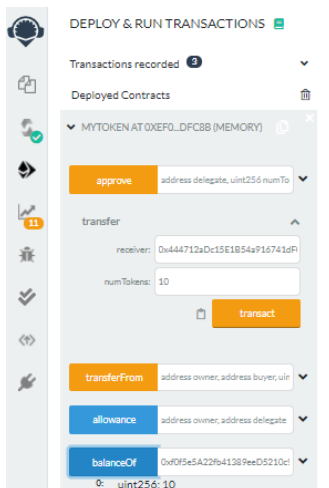 DEPLOY & RUN TRANSACTIONS
Transactions recorded 3
Deployed Contracts
MYTOKEN AT 0XEF0...DFC8B (MEMORY)
approve address delegate, uint256 numTo
transfer
receiver: 0x444712aDc15E1B54a916741dF
numTokens: 10
transact
11
transferFrom address owner, address buyer, uin
allowance address owner, address delegate
balanceOf 0xf0f5e5A22fb41389eeD5210c
0: uint256: 10